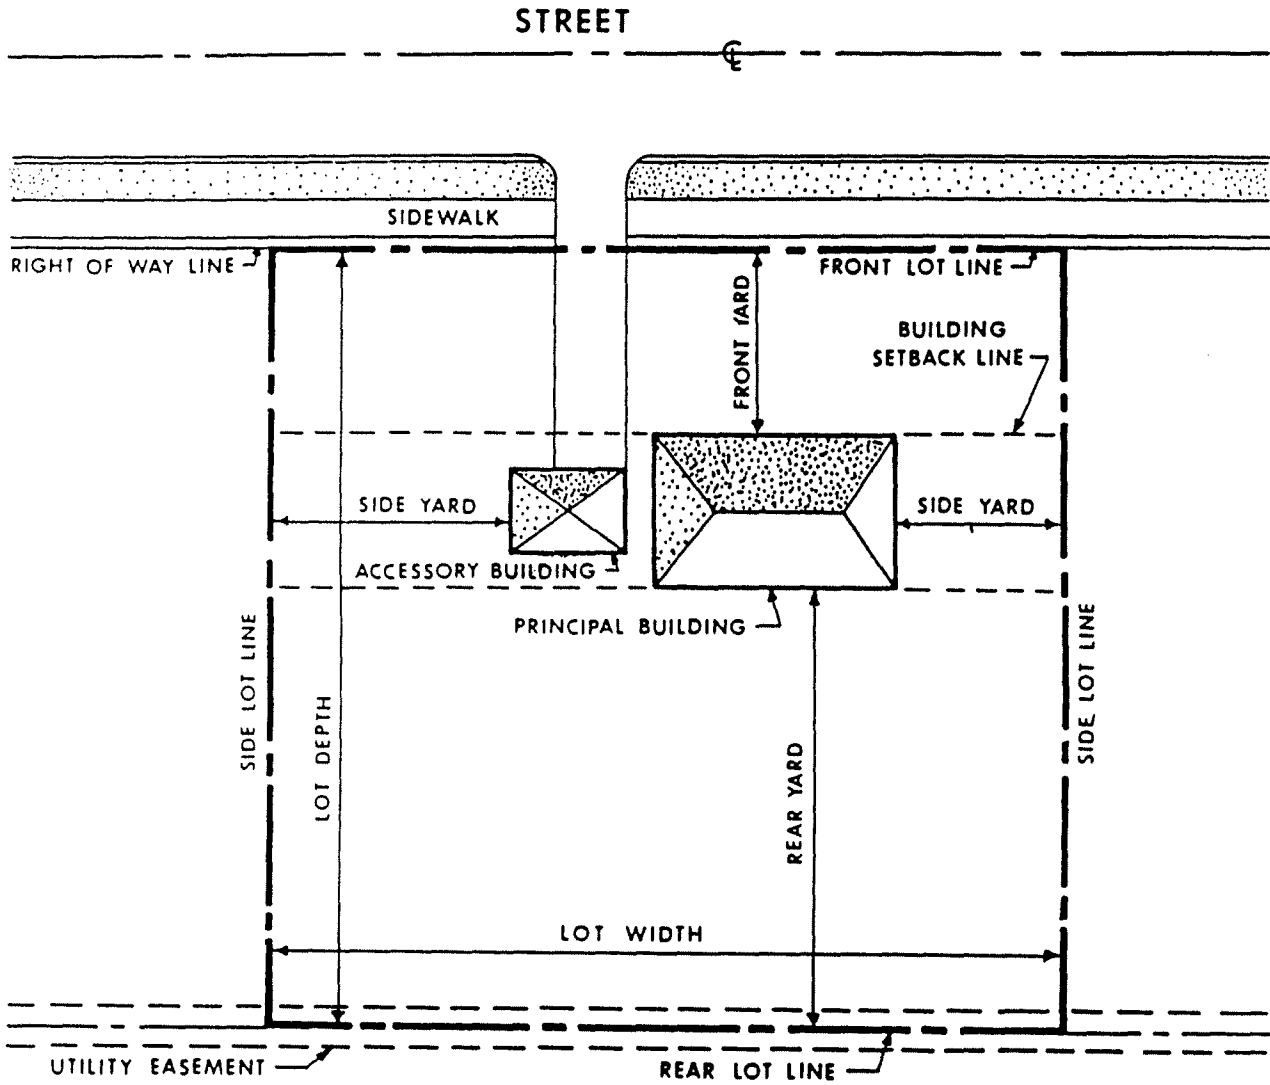 STREET
℄
SIDEWALK
RIGHT OF WAY LINE
FRONT LOT LINE
FRONT YARD
BUILDING
SETBACK LINE
SIDE YARD
SIDE YARD
ACCESSORY BUILDING
PRINCIPAL BUILDING
SIDE LOT LINE
LOT DEPTH
REAR YARD
SIDE LOT LINE
LOT WIDTH
UTILITY EASEMENT
REAR LOT LINE